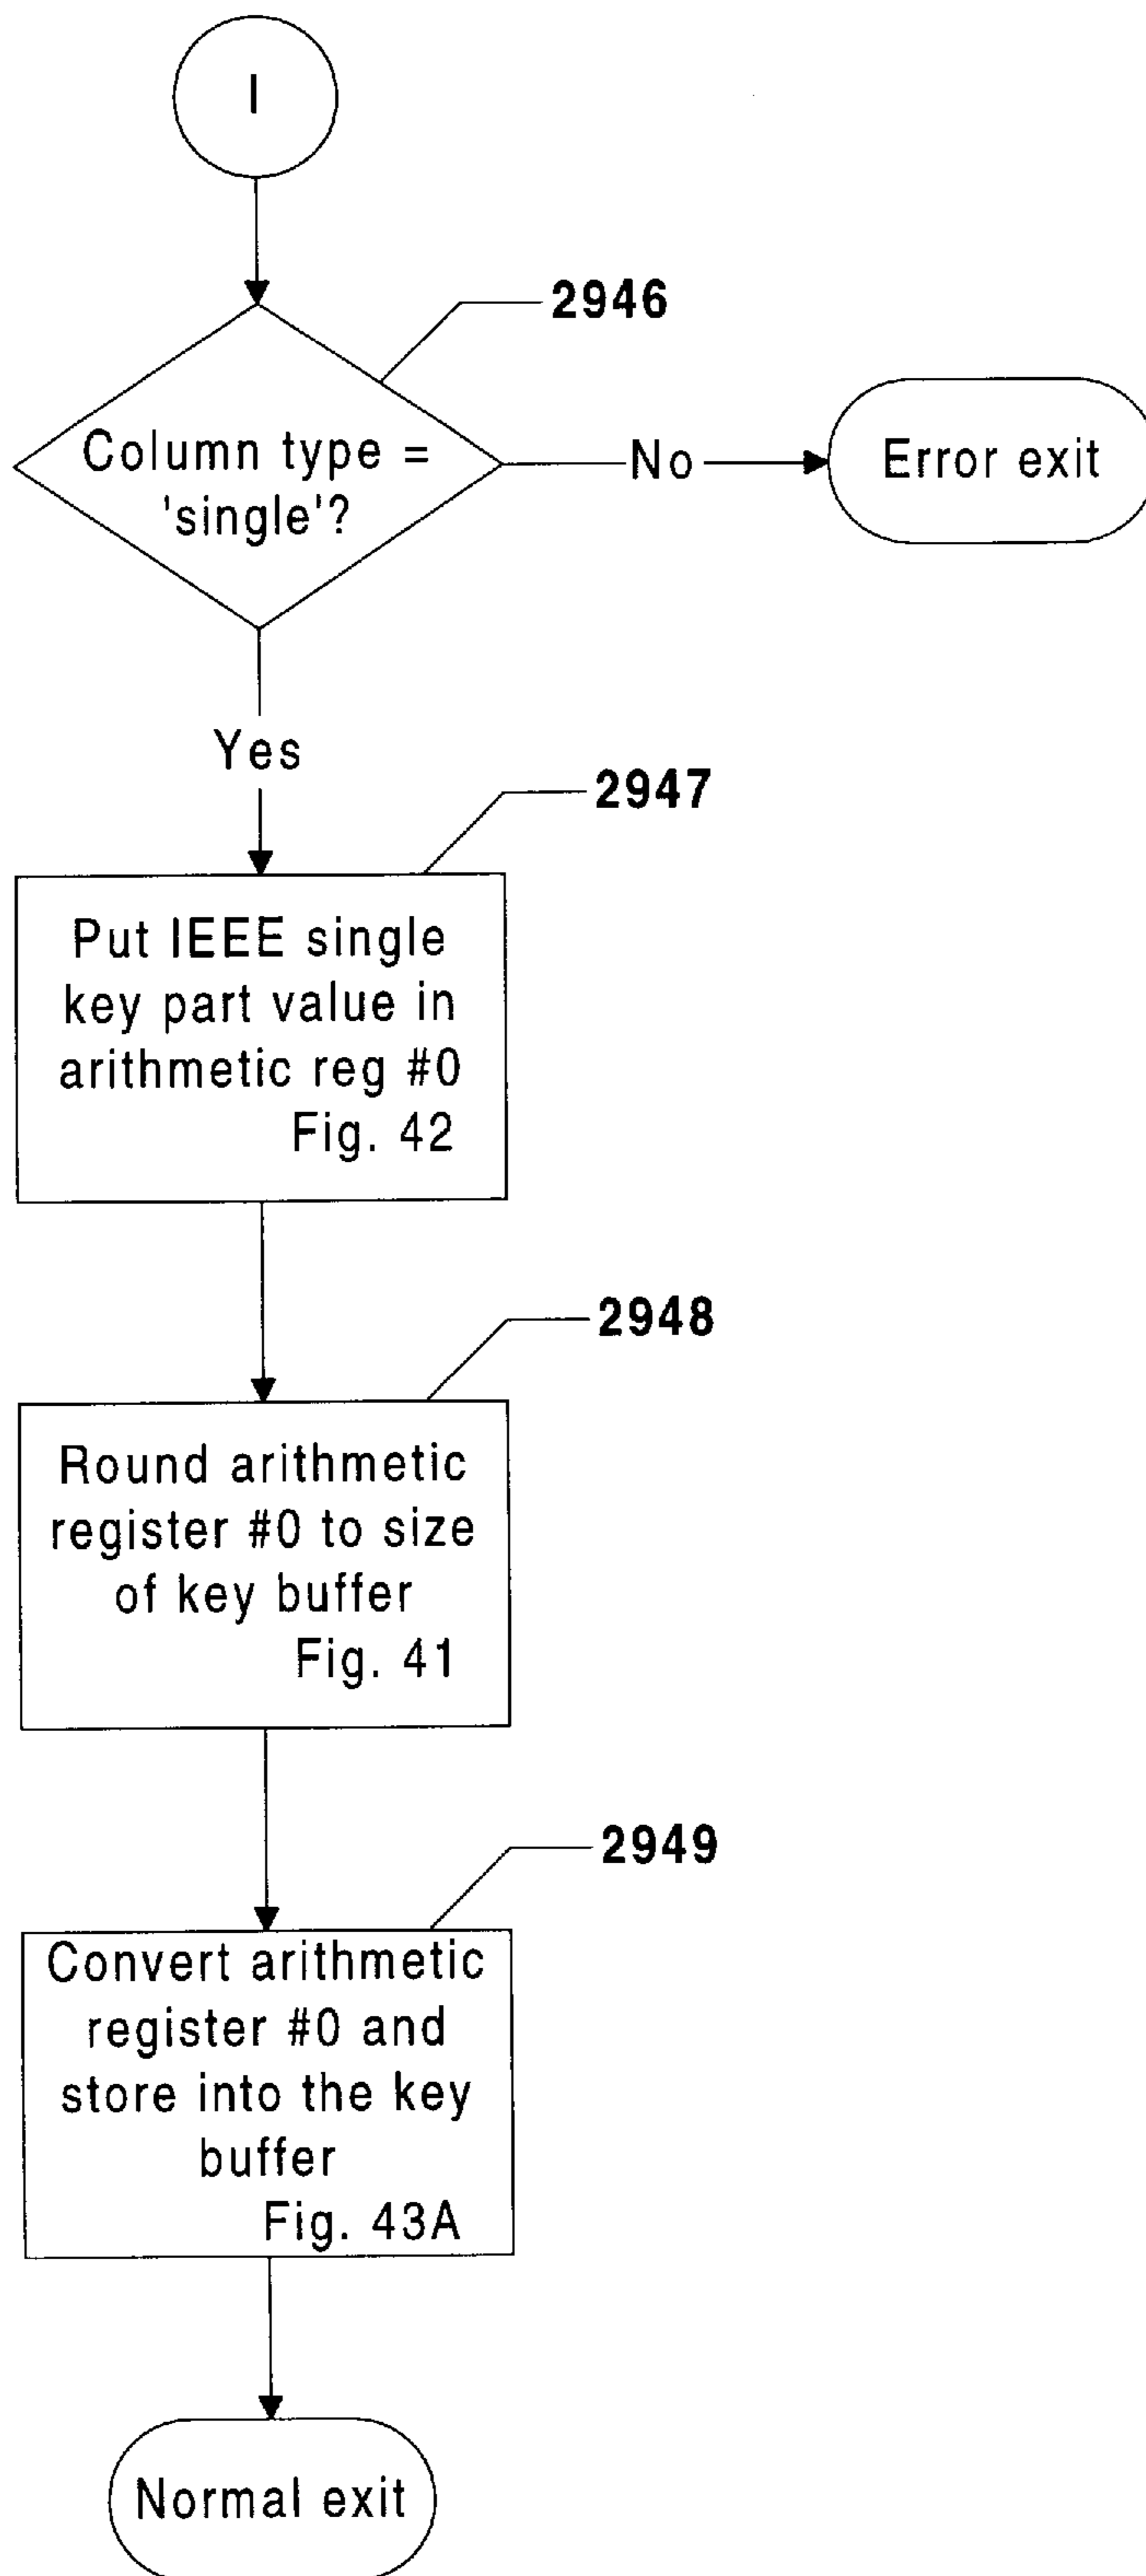 I
2946
Column type =
'single'?
No
Error exit
Yes
2947
Put IEEE single
key part value in
arithmetic reg #0
Fig. 42
2948
Round arithmetic
register #0 to size
of key buffer
Fig. 41
2949
Convert arithmetic
register #0 and
store into the key
buffer
Fig. 43A
Normal exit